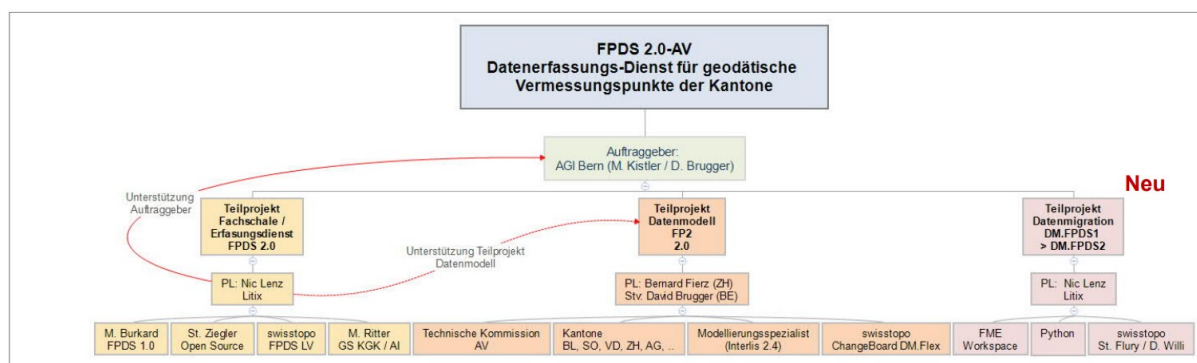 FPDS 2.0-AV
Datenerfassungs-Dienst für geodätische
Vermessungspunkte der Kantone
Auftraggeber:
AGI Bern (M. Kistler / D. Brugger)
Neu
Unterstützung
Auftraggeber
Teilprojekt
Fachschale /
Erfasungsdienst
FPDS 2.0
Unterstützung Teilprojekt
Datenmodell
Teilprojekt
Datenmodell
FP2
2.0
Teilprojekt
Datenmigration
DM.FPDS1
> DM.FPDS2
PL: Nic Lenz
Litix
PL: Bernard Fierz (ZH)
Stv. David Brugger (BE)
PL: Nic Lenz
Litix
M. Burkard
FPDS 1.0
St. Ziegler
Open Source
swisstopo
FPDS LV
M. Ritter
GS KGK / AI
Technische Kommission
AV
Kantone
BL, SO, VD, ZH, AG, ..
Modellierungsspezialist
(Interlis 2.4)
swisstopo
ChangeBoard DM.Flex
FME
Workspace
Python
swisstopo
St. Flury / D. Willi